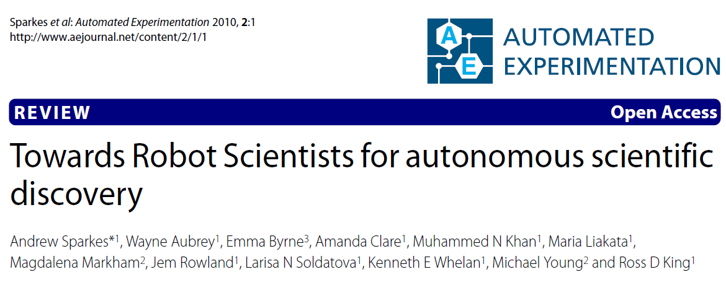 Sparkes et al: Automated Experimentation 2010, 2:1
http://www.aejournal.net/content/2/1/1
A
E
AUTOMATED
EXPERIMENTATION
REVIEW
Open Access
Towards Robot Scientists for autonomous scientific
discovery
Andrew Sparkes*1, Wayne Aubrey1, Emma Byrne3, Amanda Clare1, Muhammed N Khan1, Maria Liakata1,
Magdalena Markham2, Jem Rowland1, Larisa N Soldatova1, Kenneth E Whelan1, Michael Young2 and Ross D King1